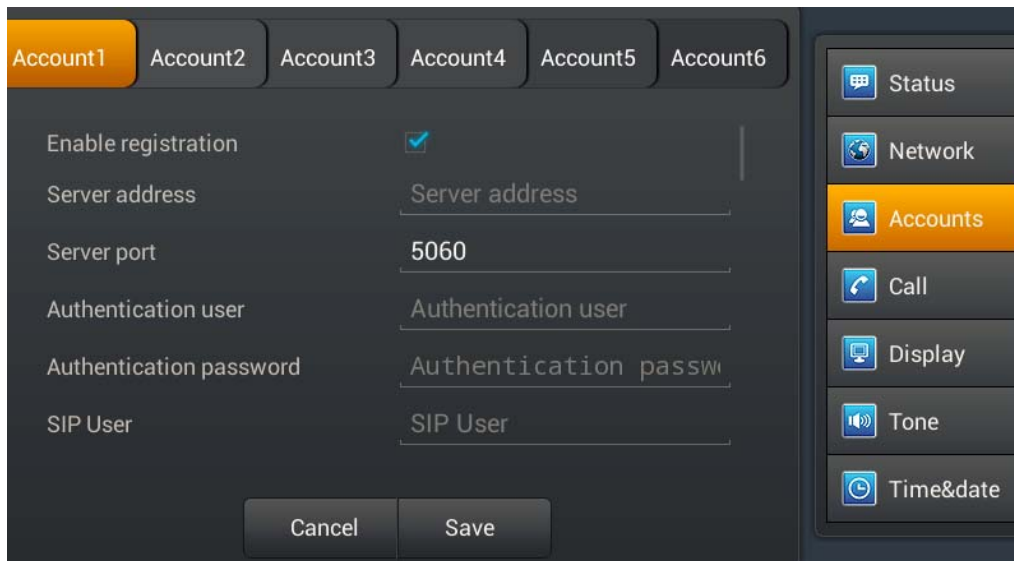 Account1 Account2 Account3 Account4 Account5 Account6
Enable registration
Server address Server address
Server port 5060
Authentication user Authentication user
Authentication password Authentication passw
SIP User SIP User
Cancel Save
Status
Network
Accounts
Call
Display
Tone
Time&date